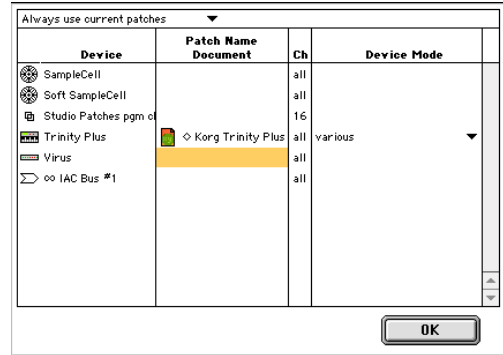 Always use current patches
Device Patch Name Document Ch Device Mode
SampleCell all
Soft SampleCell all
Studio Patches pgm cl 16
Trinity Plus ◇ Korg Trinity Plus all various
Virus all
∞ IAC Bus #1 all
OK